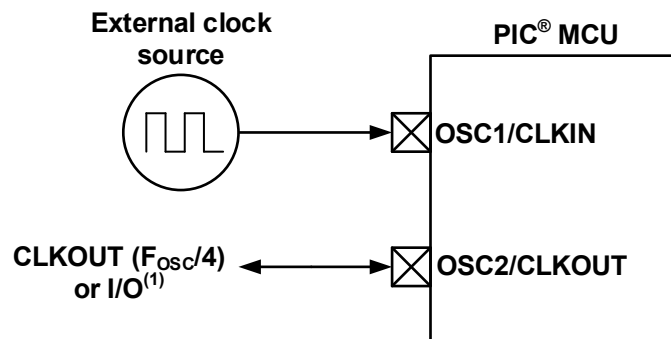 External clock
source
PIC® MCU
OSC1/CLKIN
CLKOUT (FOSC/4)
or I/O(1)
OSC2/CLKOUT